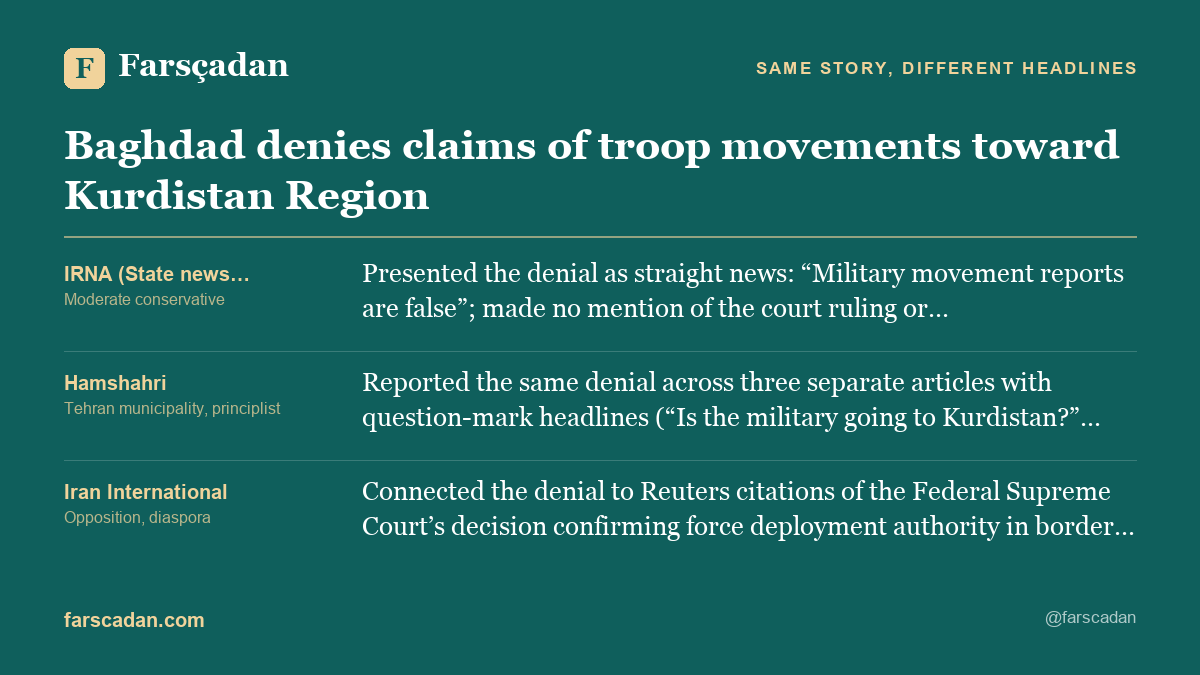 F Farsçadan
SAME STORY, DIFFERENT HEADLINES
Baghdad denies claims of troop movements toward
Kurdistan Region
IRNA (State news…
Moderate conservative
Presented the denial as straight news: “Military movement reports
are false”; made no mention of the court ruling or…
Hamshahri
Tehran municipality, principlist
Reported the same denial across three separate articles with
question-mark headlines (“Is the military going to Kurdistan?”…
Iran International
Opposition, diaspora
Connected the denial to Reuters citations of the Federal Supreme
Court’s decision confirming force deployment authority in border…
farscadan.com
@farscadan